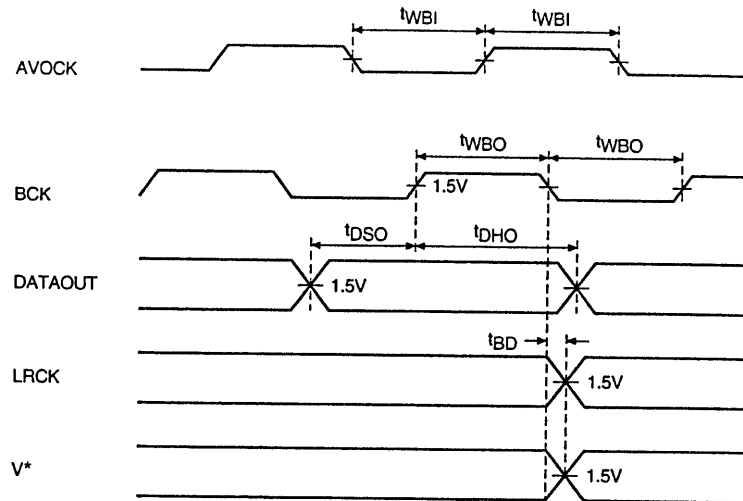 tWBI tWBI
AVOCK
tWBO tWBO
BCK 1.5V
tDSO tDHO
DATAOUT 1.5V
tBD
LRCK 1.5V
V* 1.5V